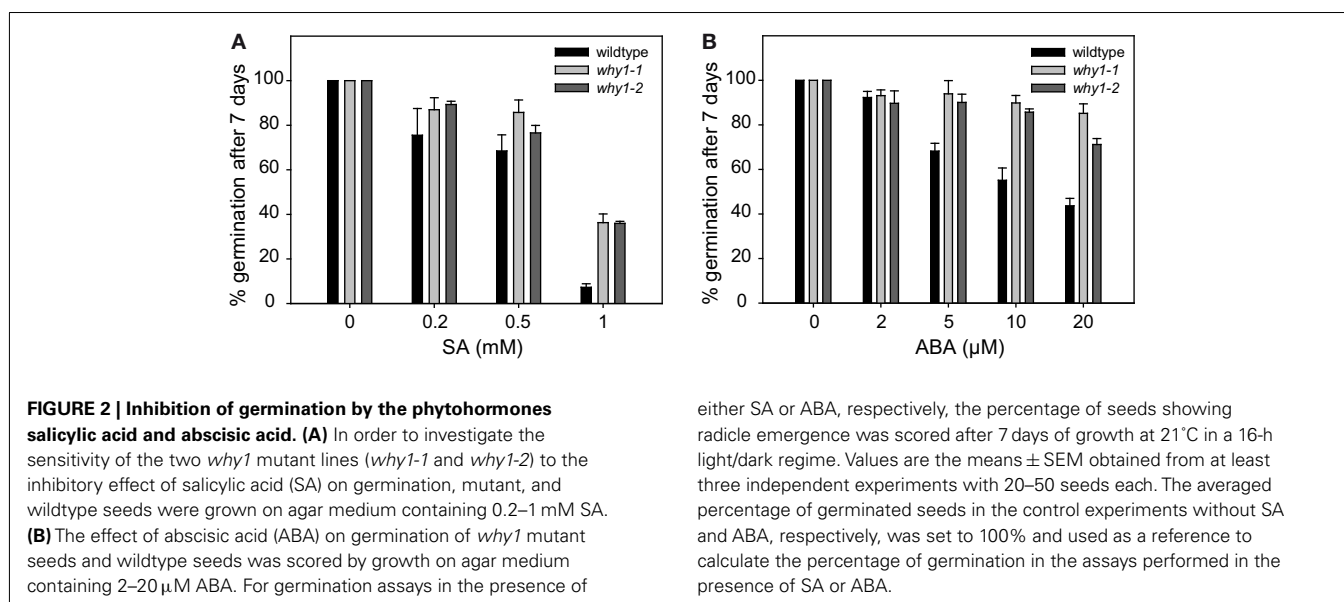 A
wildtype
why1-1
why1-2
% germination after 7 days
100
80
60
40
20
0
0 0.2 0.5 1
SA (mM)
B
wildtype
why1-1
why1-2
% germination after 7 days
100
80
60
40
20
0
0 2 5 10 20
ABA (µM)
FIGURE 2 | Inhibition of germination by the phytohormones
salicylic acid and abscisic acid. (A) In order to investigate the
sensitivity of the two why1 mutant lines (why1-1 and why1-2) to the
inhibitory effect of salicylic acid (SA) on germination, mutant, and
wildtype seeds were grown on agar medium containing 0.2–1 mM SA.
(B) The effect of abscisic acid (ABA) on germination of why1 mutant
seeds and wildtype seeds was scored by growth on agar medium
containing 2–20 µM ABA. For germination assays in the presence of
either SA or ABA, respectively, the percentage of seeds showing
radicle emergence was scored after 7 days of growth at 21˚C in a 16-h
light/dark regime. Values are the means ± SEM obtained from at least
three independent experiments with 20–50 seeds each. The averaged
percentage of germinated seeds in the control experiments without SA
and ABA, respectively, was set to 100% and used as a reference to
calculate the percentage of germination in the assays performed in the
presence of SA or ABA.